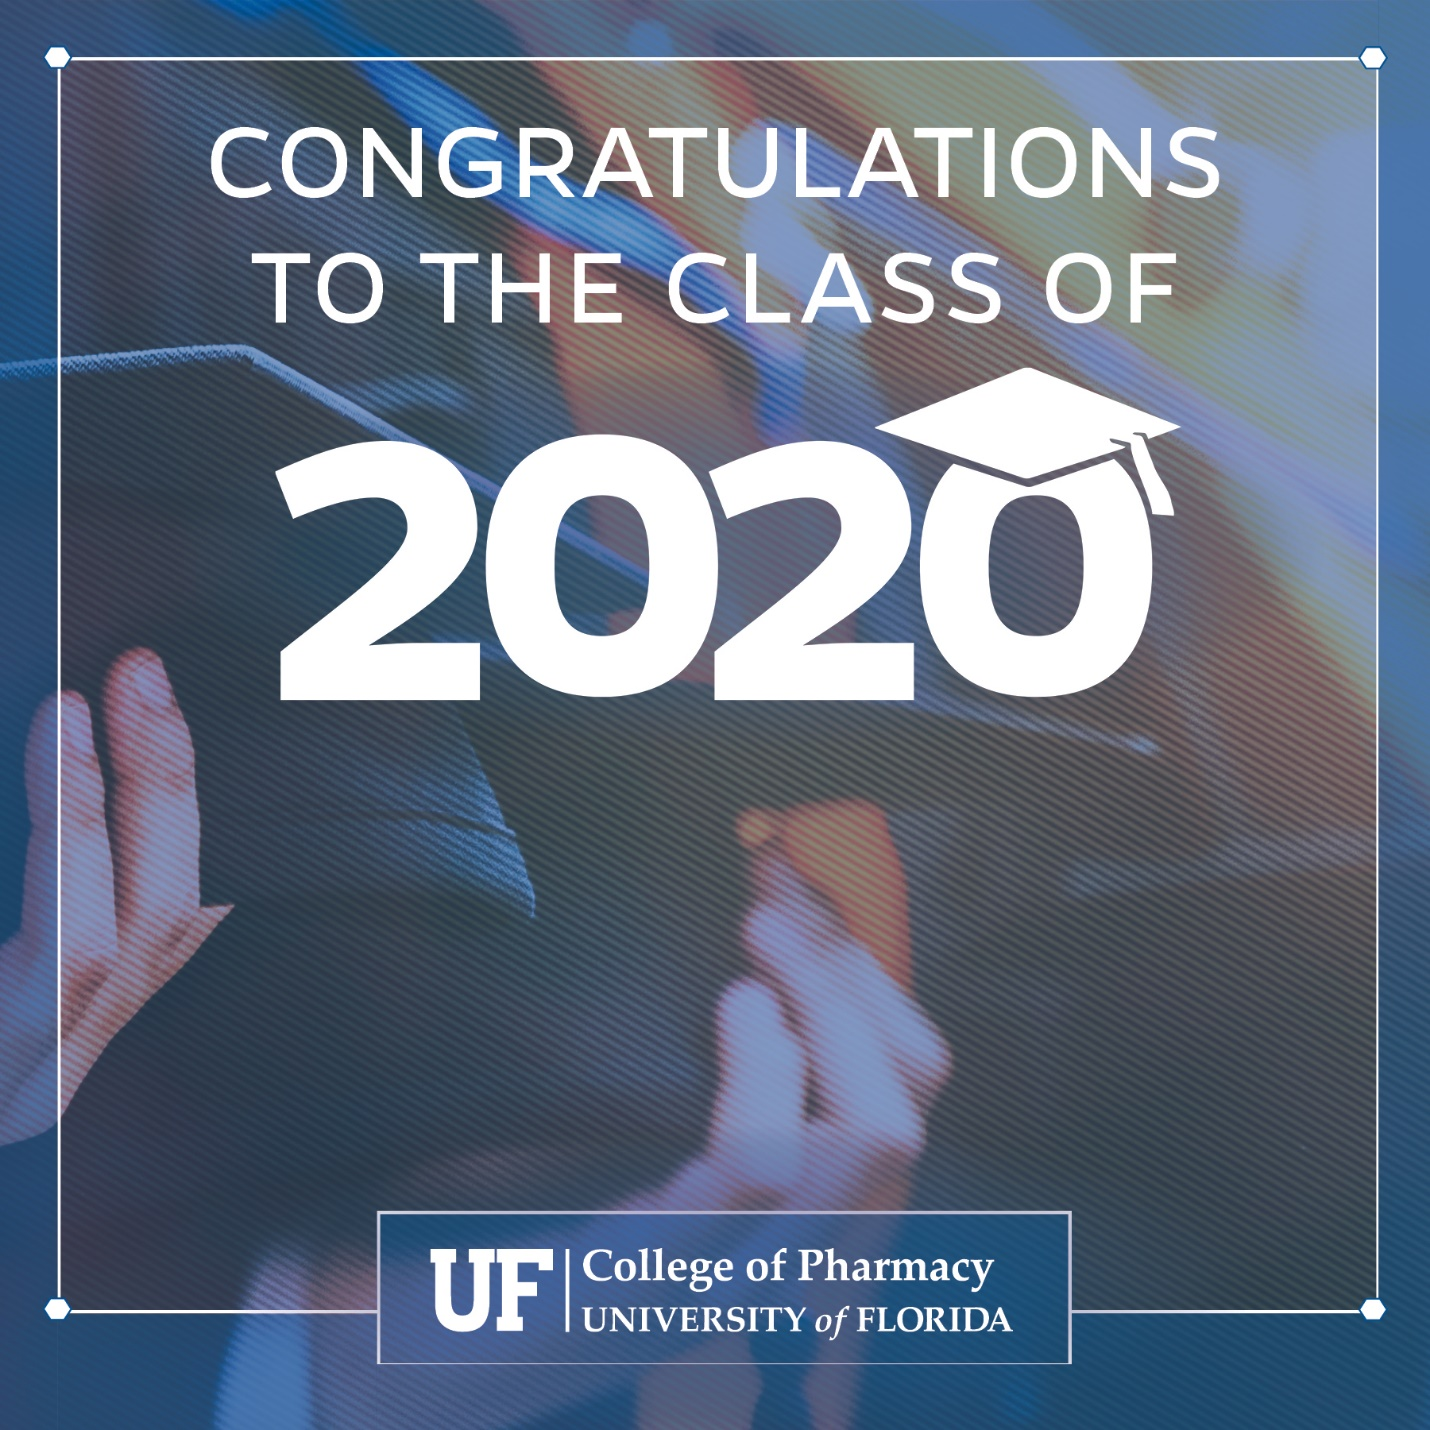 CONGRATULATIONS
TO THE CLASS OF
2020
UF College of Pharmacy
UNIVERSITY of FLORIDA